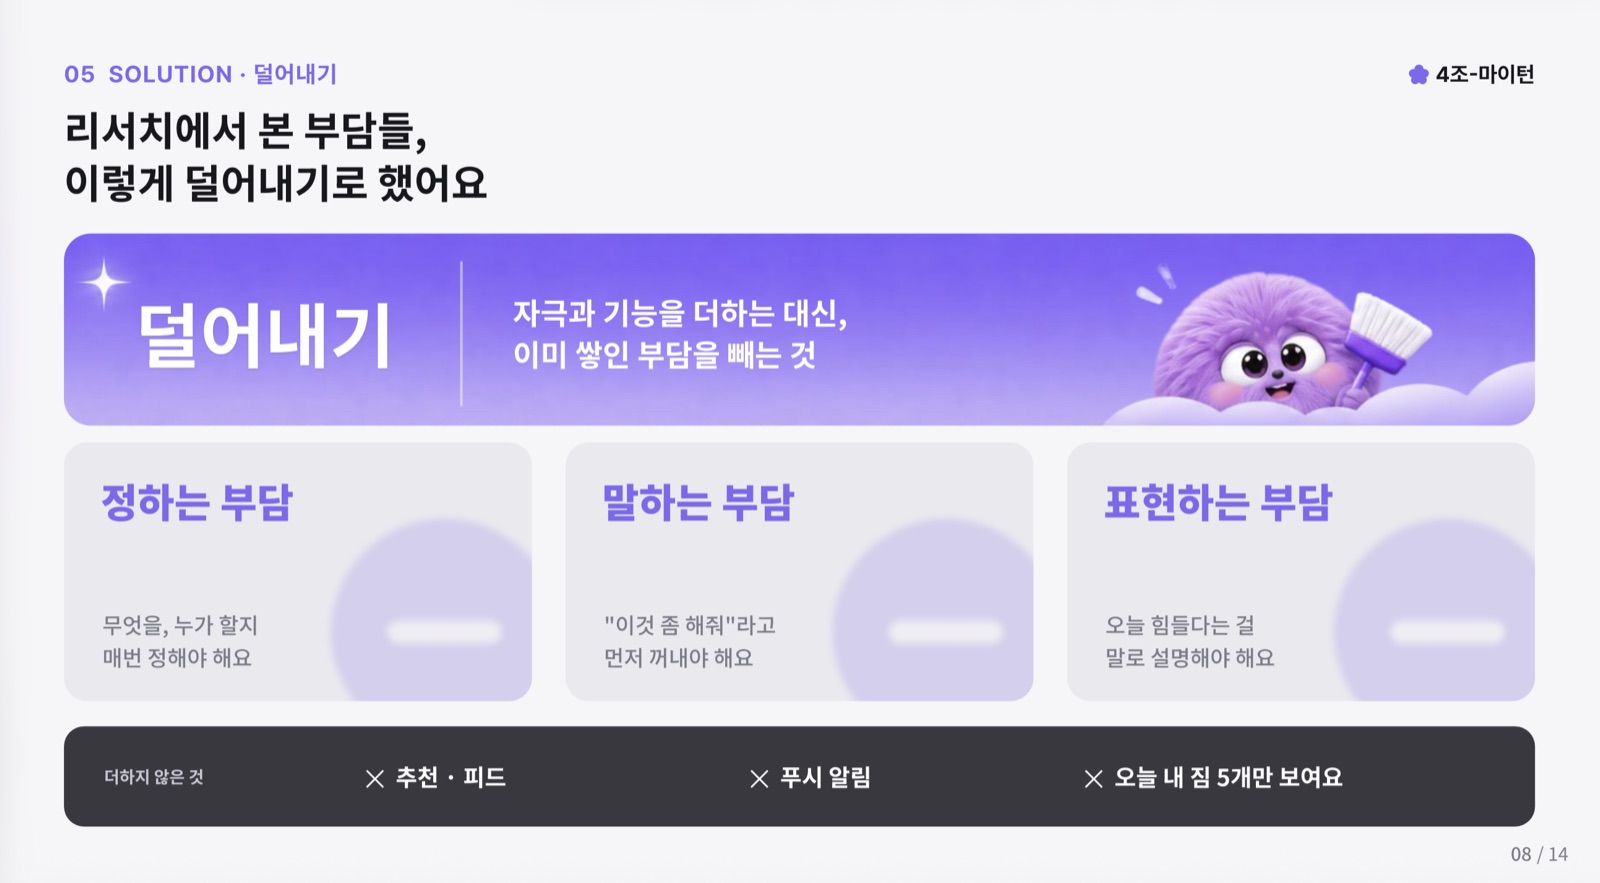 05 SOLUTION · 덜어내기
4조-마이턴
리서치에서 본 부담들,
이렇게 덜어내기로 했어요
덜어내기
자극과 기능을 더하는 대신,
이미 쌓인 부담을 빼는 것
정하는 부담
무엇을, 누가 할지
매번 정해야 해요
말하는 부담
"이것 좀 해줘"라고
먼저 꺼내야 해요
표현하는 부담
오늘 힘들다는 걸
말로 설명해야 해요
더하지 않은 것
× 추천 · 피드
× 푸시 알림
× 오늘 내 짐 5개만 보여요
08 / 14